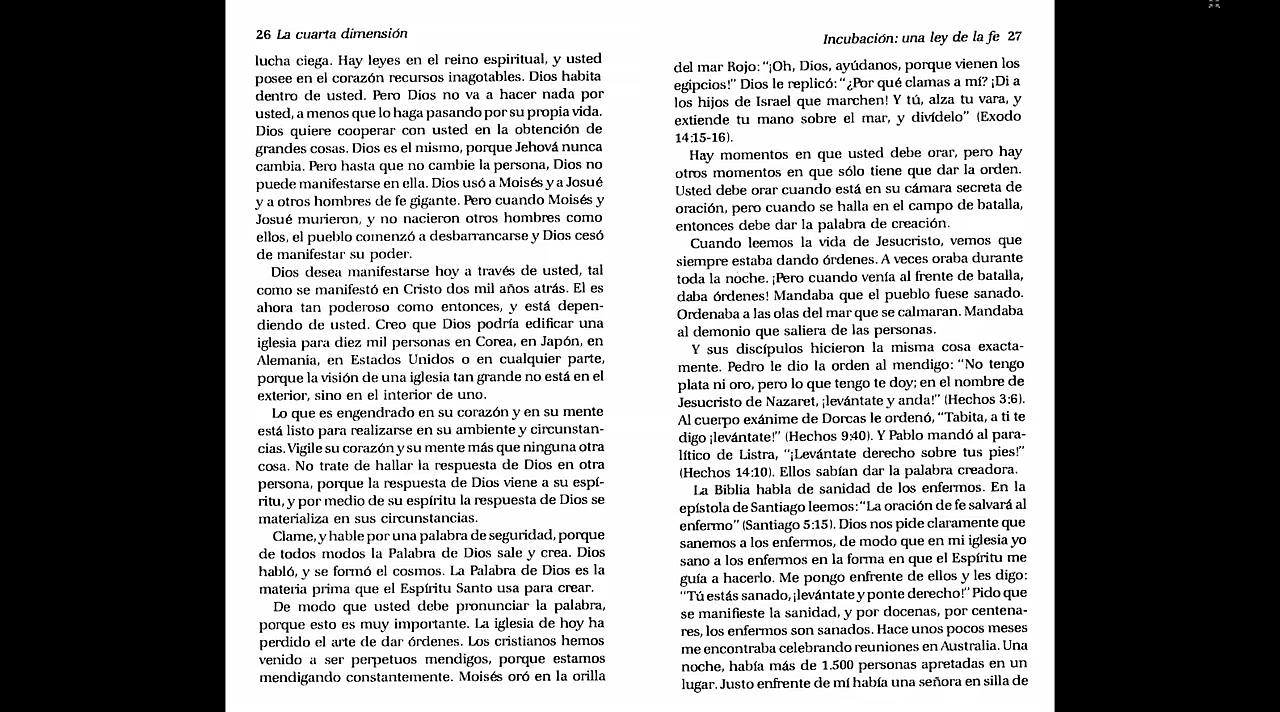 26 La cuarta dimensión
lucha ciega. Hay leyes en el reino espiritual, y usted
posee en el corazón recursos inagotables. Dios habita
dentro de usted. Pero Dios no va a hacer nada por
usted, a menos que lo haga pasando por su propia vida.
Dios quiere cooperar con usted en la obtención de
grandes cosas. Dios es el mismo, porque Jehová nunca
cambia. Pero hasta que no cambie la persona, Dios no
puede manifestarse en ella. Dios usó a Moisés y a Josué
y a otros hombres de fe gigante. Pero cuando Moisés y
Josué murieron, y no nacieron otros hombres como
ellos, el pueblo comenzó a desbarrancarse y Dios cesó
de manifestar su poder.
Dios desea manifestarse hoy a través de usted, tal
como se manifestó en Cristo dos mil años atrás. El es
ahora tan poderoso como entonces, y está depen-
diendo de usted. Creo que Dios podría edificar una
iglesia para diez mil personas en Corea, en Japón, en
Alemania, en Estados Unidos o en cualquier parte,
porque la visión de una iglesia tan grande no está en el
exterior, sino en el interior de uno.
Lo que es engendrado en su corazón y en su mente
está listo para realizarse en su ambiente y circunstan-
cias. Vigile su corazón y su mente más que ninguna otra
cosa. No trate de hallar la respuesta de Dios en otra
persona, porque la respuesta de Dios viene a su espí-
ritu, y por medio de su espíritu la respuesta de Dios se
materializa en sus circunstancias.
Clame, y hable por una palabra de seguridad, porque
de todos modos la Palabra de Dios sale y crea. Dios
habló, y se formó el cosmos. La Palabra de Dios es la
materia prima que el Espíritu Santo usa para crear.
De modo que usted debe pronunciar la palabra,
porque esto es muy importante. La iglesia de hoy ha
perdido el arte de dar órdenes. Los cristianos hemos
venido a ser perpetuos mendigos, porque estamos
mendigando constantemente. Moisés oró en la orilla
Incubación: una ley de la fe 27
del mar Rojo: “¡Oh, Dios, ayúdanos, porque vienen los
egipcios!” Dios le replicó: “¿Por qué clamas a mí? ¡Di a
los hijos de Israel que marchen! Y tú, alza tu vara, y
extiende tu mano sobre el mar, y divídelo” (Exodo
14:15-16).
Hay momentos en que usted debe orar, pero hay
otros momentos en que sólo tiene que dar la orden.
Usted debe orar cuando está en su cámara secreta de
oración, pero cuando se halla en el campo de batalla,
entonces debe dar la palabra de creación.
Cuando leemos la vida de Jesucristo, vemos que
siempre estaba dando órdenes. A veces oraba durante
toda la noche. ¡Pero cuando venía al frente de batalla,
daba órdenes! Mandaba que el pueblo fuese sanado.
Ordenaba a las olas del mar que se calmaran. Mandaba
al demonio que saliera de las personas.
Y sus discípulos hicieron la misma cosa exacta-
mente. Pedro le dio la orden al mendigo: “No tengo
plata ni oro, pero lo que tengo te doy; en el nombre de
Jesucristo de Nazaret, ¡levántate y anda!” (Hechos 3:6).
Al cuerpo exánime de Dorcas le ordenó, “Tabita, a ti te
digo ¡levántate!” (Hechos 9:40). Y Pablo mandó al para-
lítico de Listra, “¡Levántate derecho sobre tus pies!”
(Hechos 14:10). Ellos sabían dar la palabra creadora.
La Biblia habla de sanidad de los enfermos. En la
epístola de Santiago leemos: “La oración de fe salvará al
enfermo” (Santiago 5:15). Dios nos pide claramente que
sanemos a los enfermos, de modo que en mi iglesia yo
sano a los enfermos en la forma en que el Espíritu me
guía a hacerlo. Me pongo enfrente de ellos y les digo:
“Tú estás sanado, ¡levántate y ponte derecho!” Pido que
se manifieste la sanidad, y por docenas, por centena-
res, los enfermos son sanados. Hace unos pocos meses
me encontraba celebrando reuniones en Australia. Una
noche, había más de 1.500 personas apretadas en un
lugar. Justo enfrente de mí había una señora en silla de